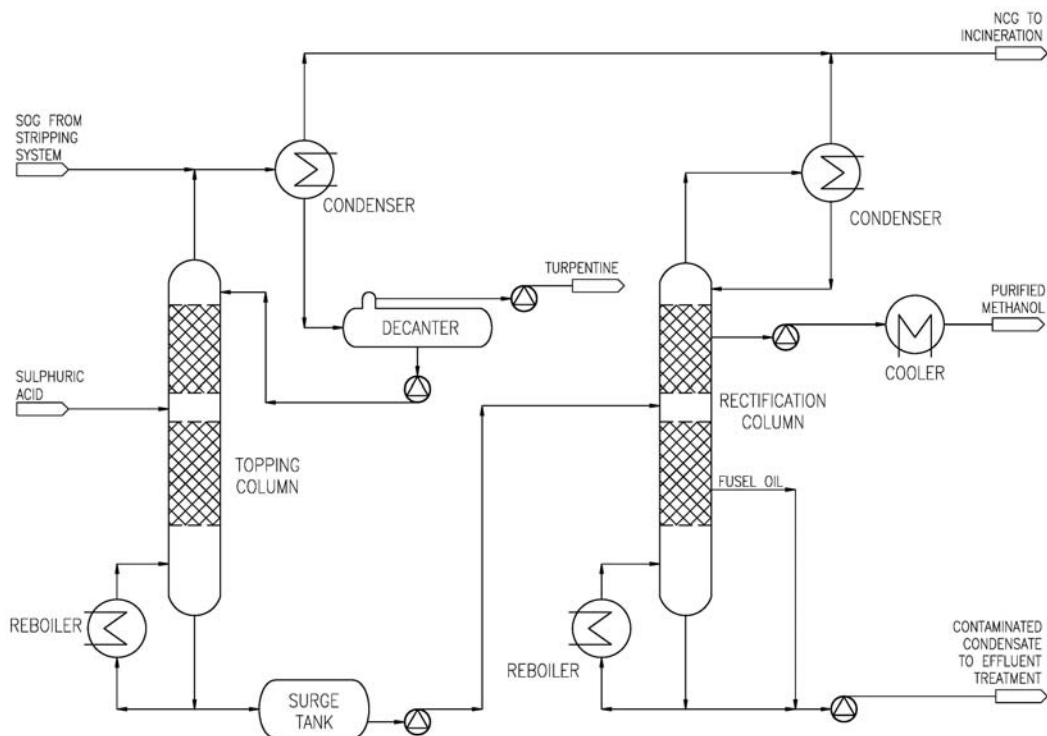 NCG TO
INCINERATION
SOG FROM
STRIPPING
SYSTEM
CONDENSER
CONDENSER
TURPENTINE
DECANTER
PURIFIED
METHANOL
COOLER
SULPHURIC
ACID
RECTIFICATION
COLUMN
TOPPING
COLUMN
FUSEL OIL
REBOILER
REBOILER
CONTAMINATED
CONDENSATE
TO EFFLUENT
TREATMENT
SURGE
TANK